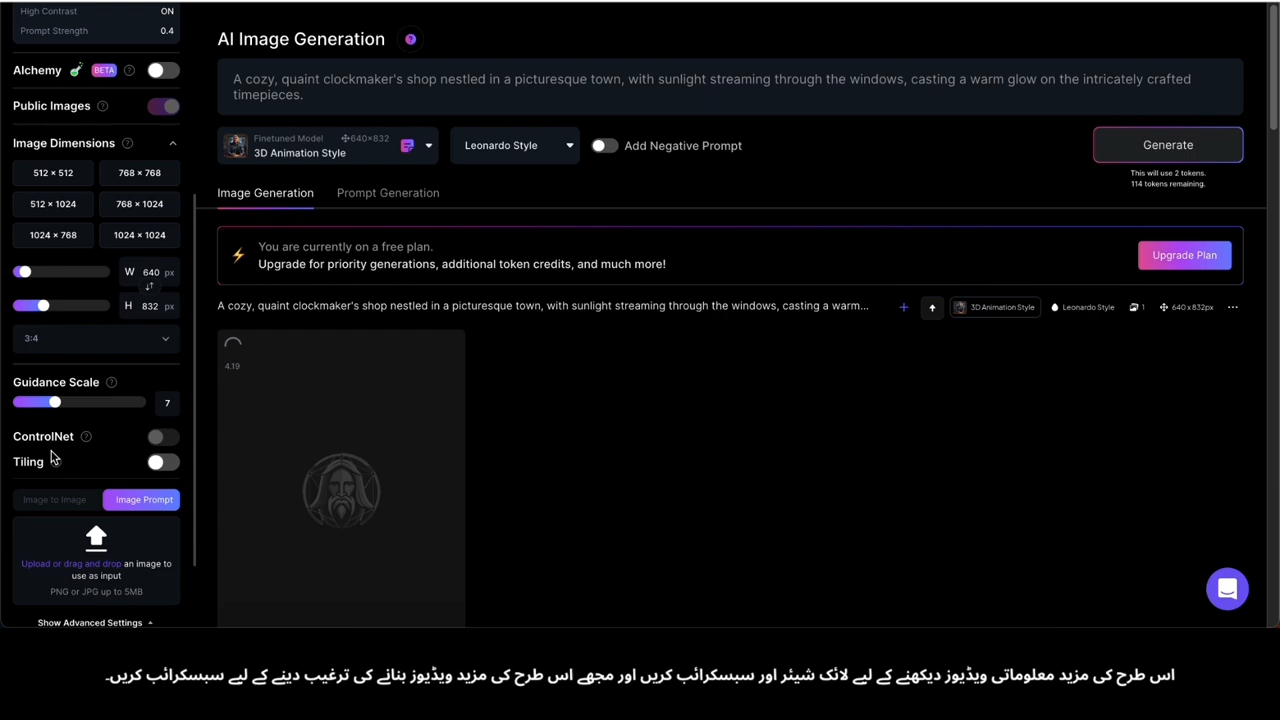 High Contrast ON
Prompt Strength 0.4
Alchemy BETA
Public Images
Image Dimensions
512 × 512 768 × 768
512 × 1024 768 × 1024
1024 × 768 1024 × 1024
W 640 px
H 832 px
3:4
Guidance Scale
7
ControlNet
Tiling
Image to Image Image Prompt
Upload or drag and drop an image to
use as input
PNG or JPG up to 5MB
Show Advanced Settings
AI Image Generation
A cozy, quaint clockmaker's shop nestled in a picturesque town, with sunlight streaming through the windows, casting a warm glow on the intricately crafted
timepieces.
Finetuned Model 640×832
3D Animation Style
Leonardo Style
Add Negative Prompt
Generate
This will use 2 tokens.
114 tokens remaining.
Image Generation Prompt Generation
You are currently on a free plan.
Upgrade for priority generations, additional token credits, and much more!
Upgrade Plan
A cozy, quaint clockmaker's shop nestled in a picturesque town, with sunlight streaming through the windows, casting a warm... 3D Animation Style Leonardo Style 1 640 x 832px
4.19
اس طرح کی مزید معلوماتی ویڈیوز دیکھنے کے لیے لائک شیئر اور سبسکرائب کریں اور مجھے اس طرح کی مزید ویڈیوز بنانے کی ترغیب دینے کے لیے سبسکرائب کریں۔